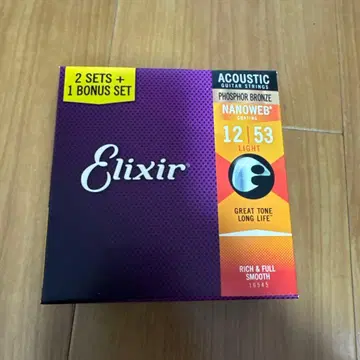 2 SETS +
1 BONUS SET
ACOUSTIC
GUITAR STRINGS
PHOSPHOR BRONZE
NANOWEB®
COATING
12 53
LIGHT
Elixir
GREAT TONE
LONG LIFE
RICH & FULL
SMOOTH
16545